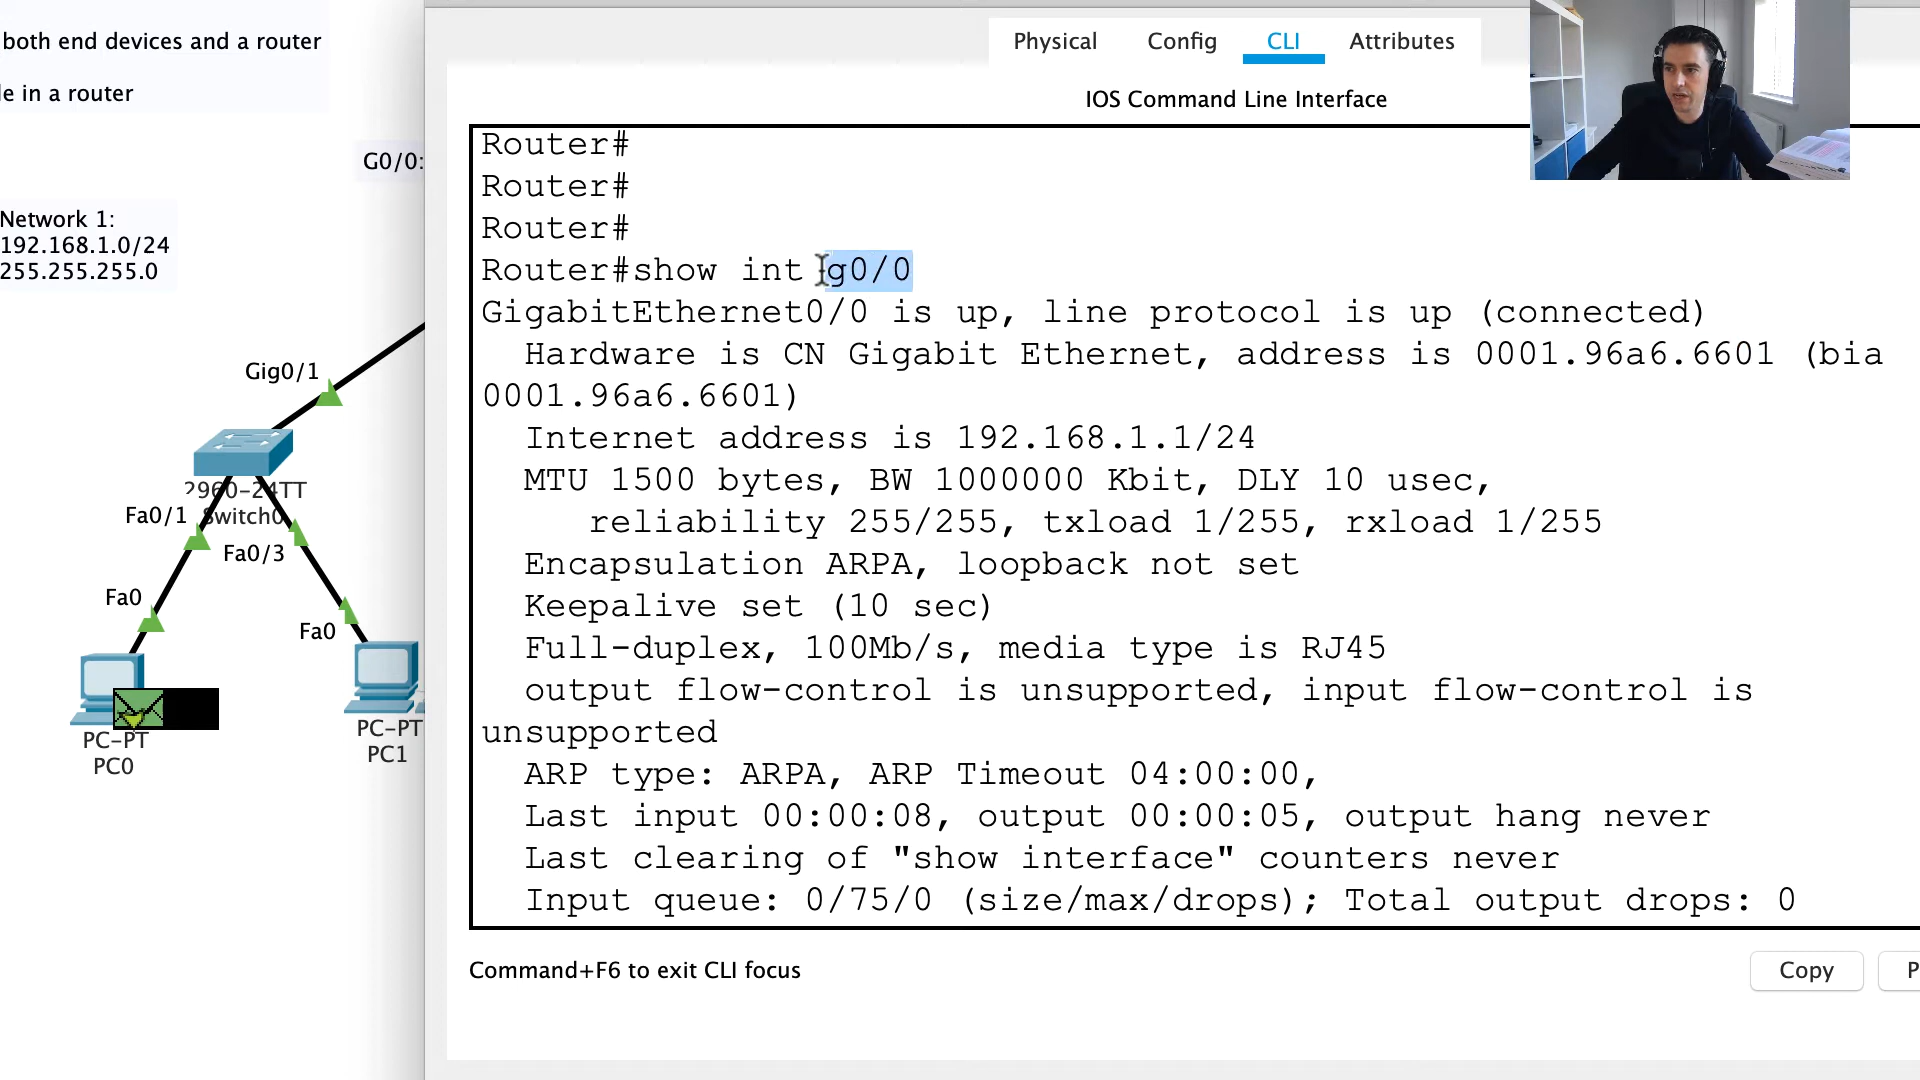 both end devices and a router
le in a router
G0/0:
Network 1:
192.168.1.0/24
255.255.255.0
Gig0/1
2960-24TT
Switch0
Fa0/1
Fa0/3
Fa0
Fa0
PC-PT
PC0
PC-PT
PC1
Physical Config CLI Attributes
IOS Command Line Interface
Router#
Router#
Router#
Router#show int g0/0
GigabitEthernet0/0 is up, line protocol is up (connected)
Hardware is CN Gigabit Ethernet, address is 0001.96a6.6601 (bia
0001.96a6.6601)
Internet address is 192.168.1.1/24
MTU 1500 bytes, BW 1000000 Kbit, DLY 10 usec,
reliability 255/255, txload 1/255, rxload 1/255
Encapsulation ARPA, loopback not set
Keepalive set (10 sec)
Full-duplex, 100Mb/s, media type is RJ45
output flow-control is unsupported, input flow-control is
unsupported
ARP type: ARPA, ARP Timeout 04:00:00,
Last input 00:00:08, output 00:00:05, output hang never
Last clearing of "show interface" counters never
Input queue: 0/75/0 (size/max/drops); Total output drops: 0
Command+F6 to exit CLI focus
Copy
P